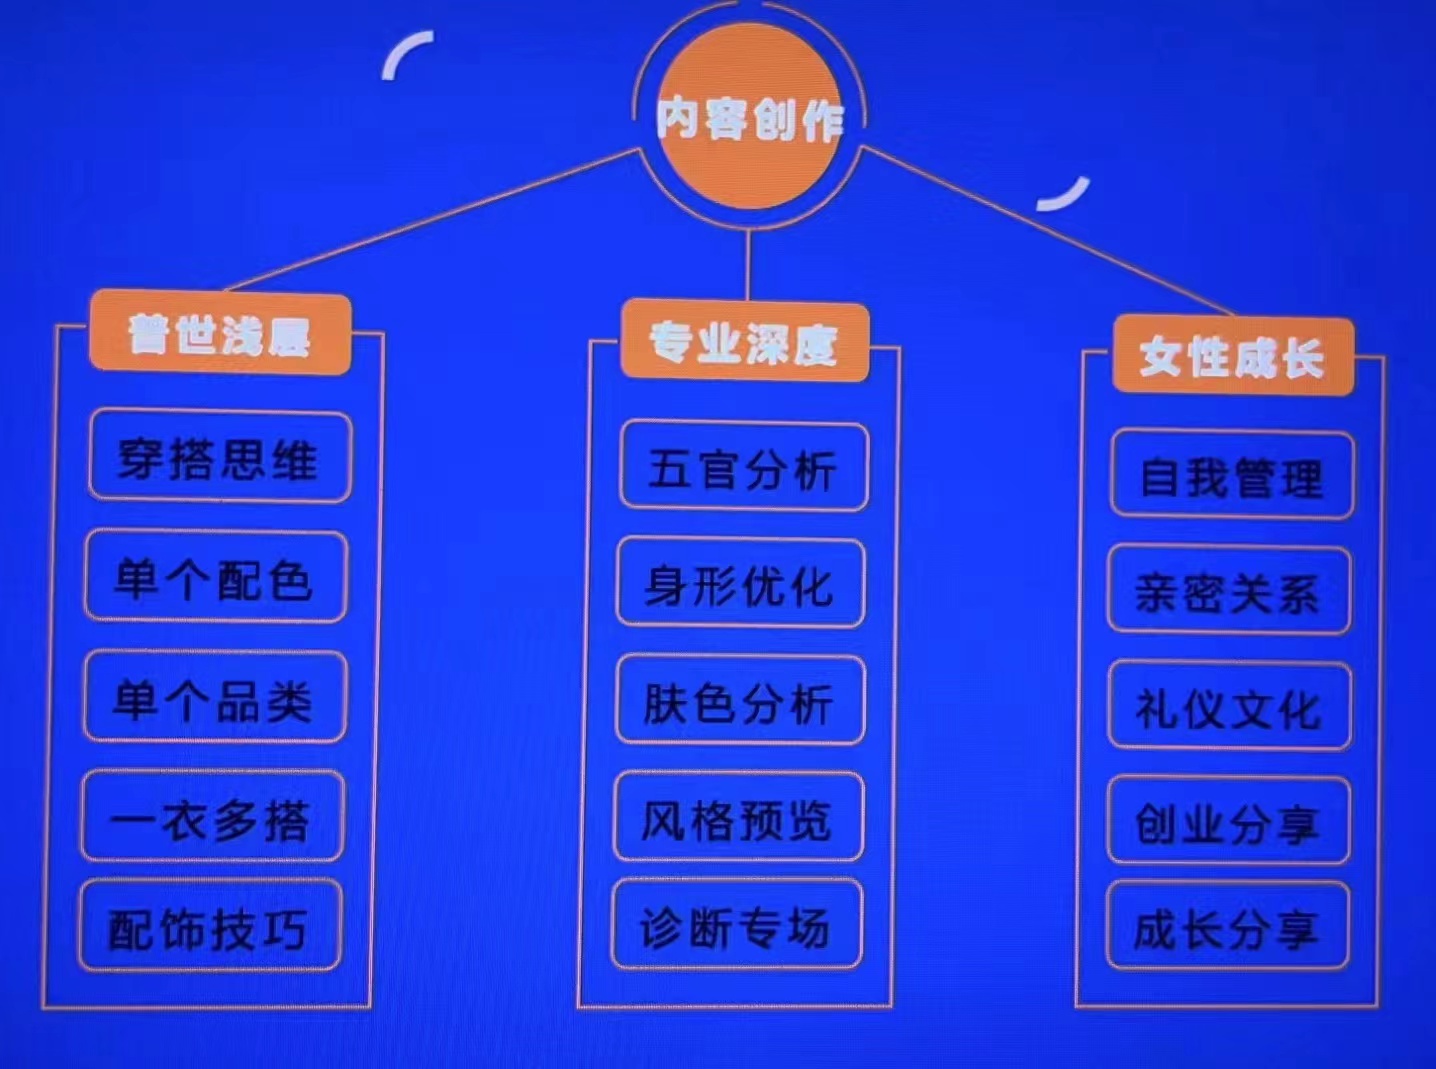 内容创作
普世浅展
穿搭思维
单个配色
单个品类
一衣多搭
配饰技巧
专业深度
五官分析
身形优化
肤色分析
风格预览
诊断专场
女性成长
自我管理
亲密关系
礼仪文化
创业分享
成长分享